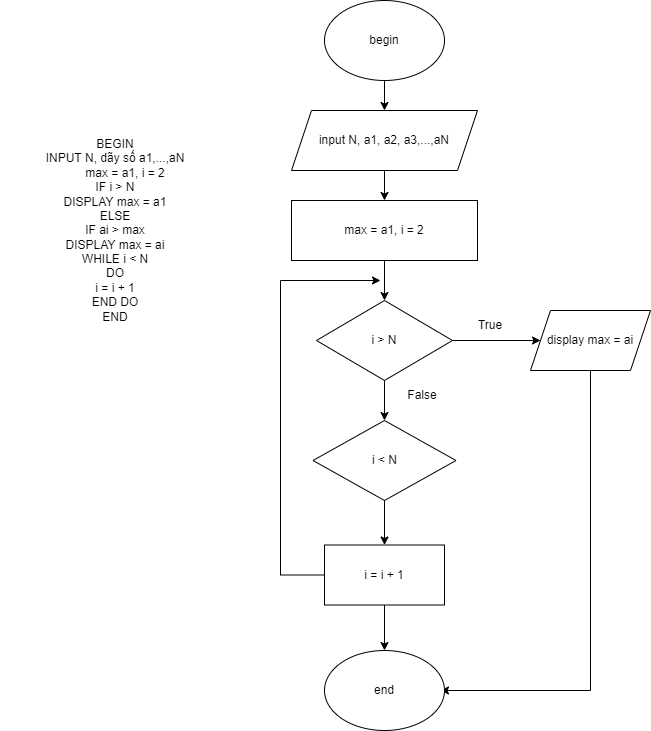 BEGIN
INPUT N, dãy số a1,...,aN
max = a1, i = 2
IF i > N
DISPLAY max = a1
ELSE
IF ai > max
DISPLAY max = ai
WHILE i < N
DO
i = i + 1
END DO
END
begin
input N, a1, a2, a3,...,aN
max = a1, i = 2
i > N
True
display max = ai
False
i < N
i = i + 1
end